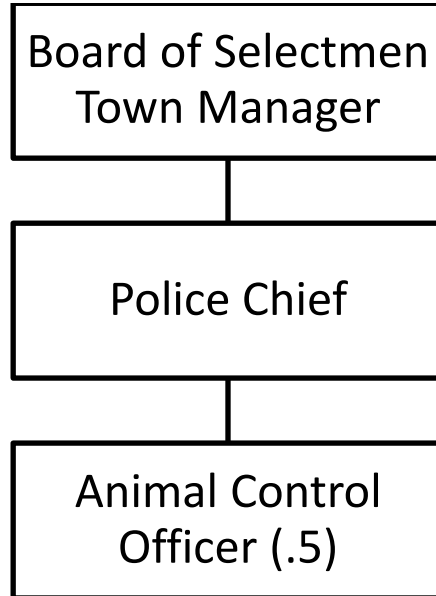 Board of Selectmen
Town Manager
Police Chief
Animal Control
Officer (.5)